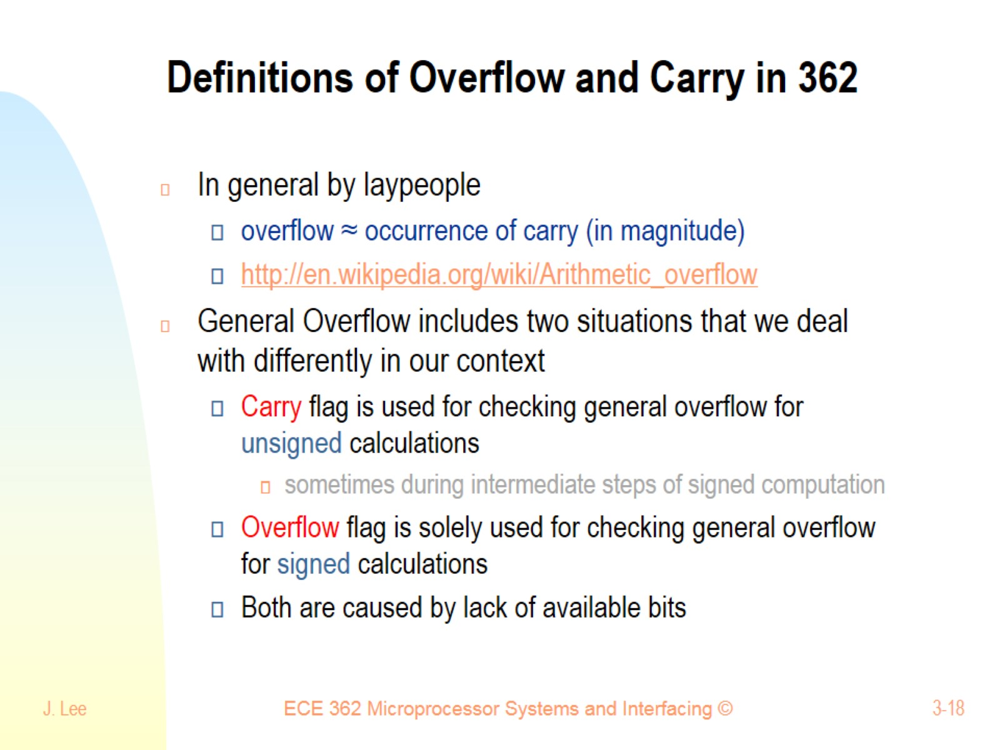 Definitions of Overflow and Carry in 362
In general by laypeople
overflow ≈ occurrence of carry (in magnitude)
http://en.wikipedia.org/wiki/Arithmetic_overflow
General Overflow includes two situations that we deal
with differently in our context
Carry flag is used for checking general overflow for
unsigned calculations
sometimes during intermediate steps of signed computation
Overflow flag is solely used for checking general overflow
for signed calculations
Both are caused by lack of available bits
J. Lee
ECE 362 Microprocessor Systems and Interfacing ©
3-18